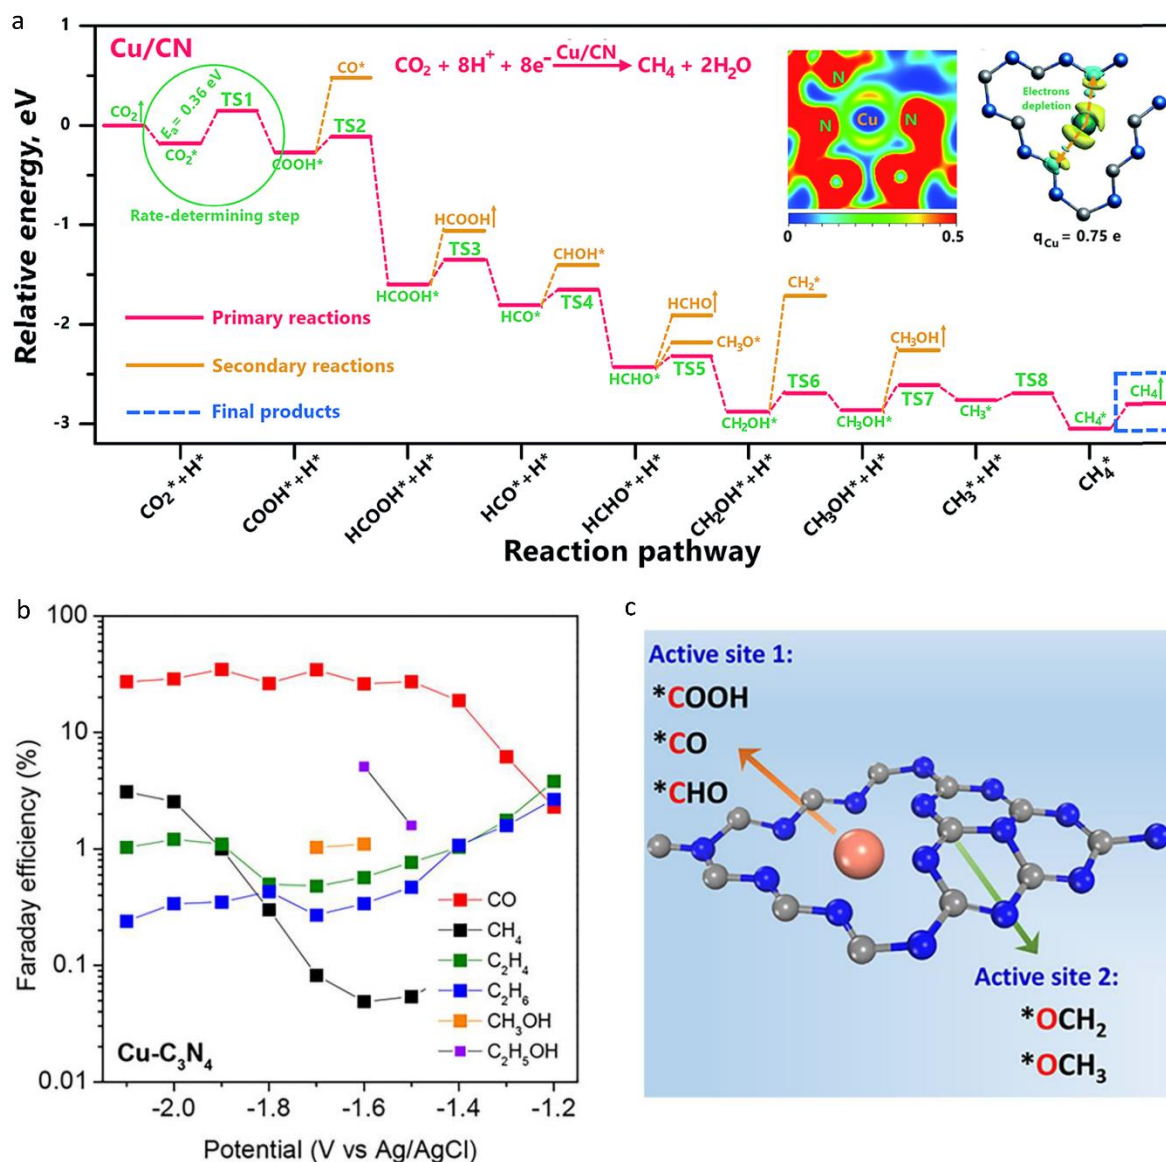 a
Cu/CN
CO₂ + 8H⁺ + 8e⁻ Cu/CN CH₄ + 2H₂O
1
0
-1
-2
-3
Relative energy, eV
CO₂↑
CO₂*
Eₐ = 0.36 eV
TS1
COOH*
Rate-determining step
CO*
TS2
HCOOH*
HCOOH↑
TS3
HCO*
CHOH*
TS4
HCHO*
HCHO↑
CH₃O*
TS5
CH₂OH*
CH₂*
TS6
CH₃OH*
CH₃OH↑
TS7
CH₃*
TS8
CH₄*
CH₄↑
Primary reactions
Secondary reactions
Final products
N
N
N
Cu
0
0.5
Electrons
depletion
q_Cu = 0.75 e
CO₂*+H*
COOH*+H*
HCOOH*+H*
HCO*+H*
HCHO*+H*
CH₂OH*+H*
CH₃OH*+H*
CH₃*+H*
CH₄*
Reaction pathway
b
100
10
1
0.1
0.01
Faraday efficiency (%)
CO
CH₄
C₂H₄
C₂H₆
CH₃OH
C₂H₅OH
Cu-C₃N₄
-2.0
-1.8
-1.6
-1.4
-1.2
Potential (V vs Ag/AgCl)
c
Active site 1:
*COOH
*CO
*CHO
Active site 2:
*OCH₂
*OCH₃